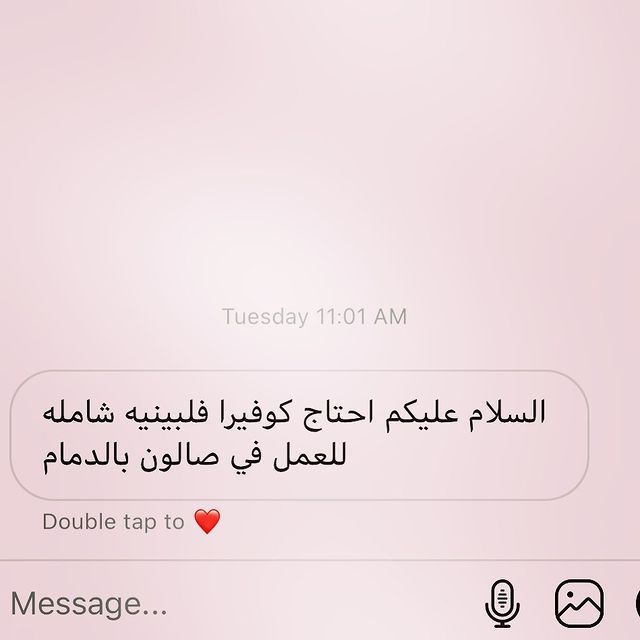 Tuesday 11:01 AM
السلام عليكم احتاج كوفيرا فلبينيه شامله
للعمل في صالون بالدمام
Double tap to ❤️
Message...